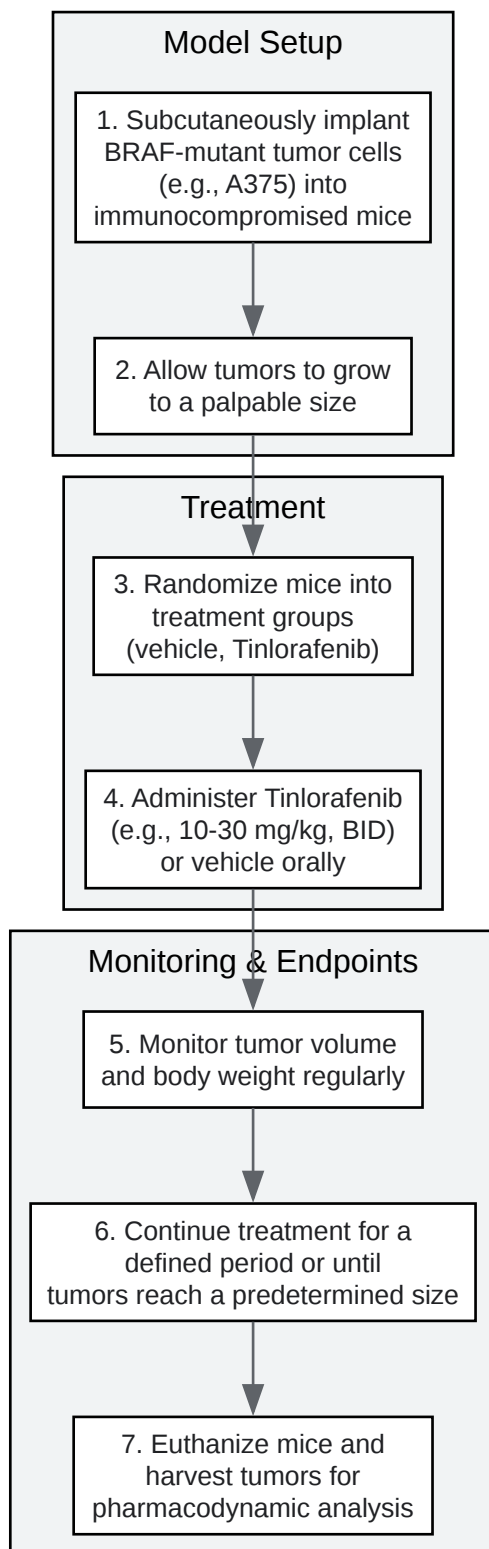 Model Setup
1. Subcutaneously implant
BRAF-mutant tumor cells
(e.g., A375) into
immunocompromised mice
2. Allow tumors to grow
to a palpable size
Treatment
3. Randomize mice into
treatment groups
(vehicle, Tinlorafenib)
4. Administer Tinlorafenib
(e.g., 10-30 mg/kg, BID)
or vehicle orally
Monitoring & Endpoints
5. Monitor tumor volume
and body weight regularly
6. Continue treatment for a
defined period or until
tumors reach a predetermined size
7. Euthanize mice and
harvest tumors for
pharmacodynamic analysis